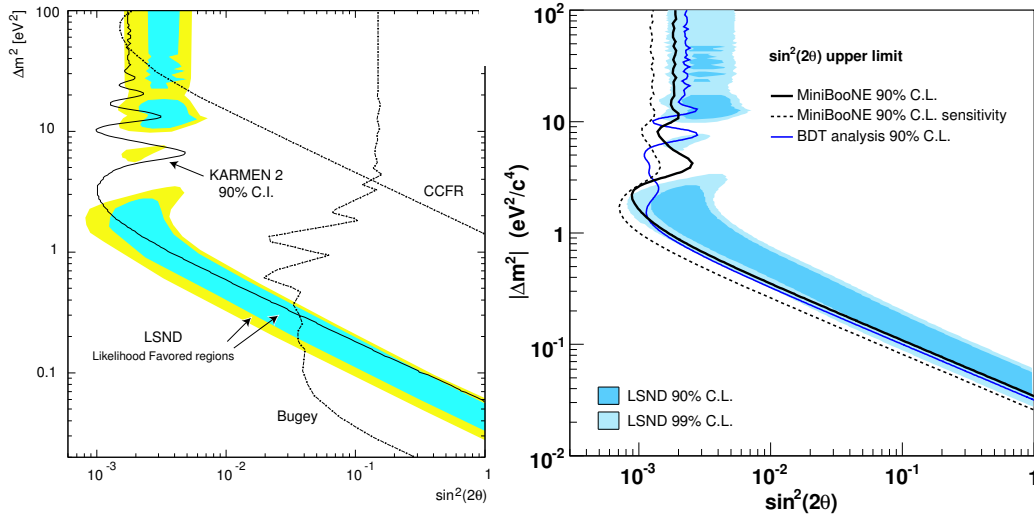 Δm² [eV²]
100
10
1
0.1
KARMEN 2
90% C.I.
CCFR
LSND
Likelihood Favored regions
Bugey
10⁻³
10⁻²
10⁻¹
1
sin²(2θ)
|Δm²| (eV²/c⁴)
10²
10
1
10⁻¹
10⁻²
sin²(2θ) upper limit
MiniBooNE 90% C.L.
MiniBooNE 90% C.L. sensitivity
BDT analysis 90% C.L.
LSND 90% C.L.
LSND 99% C.L.
10⁻³
10⁻²
10⁻¹
1
sin²(2θ)